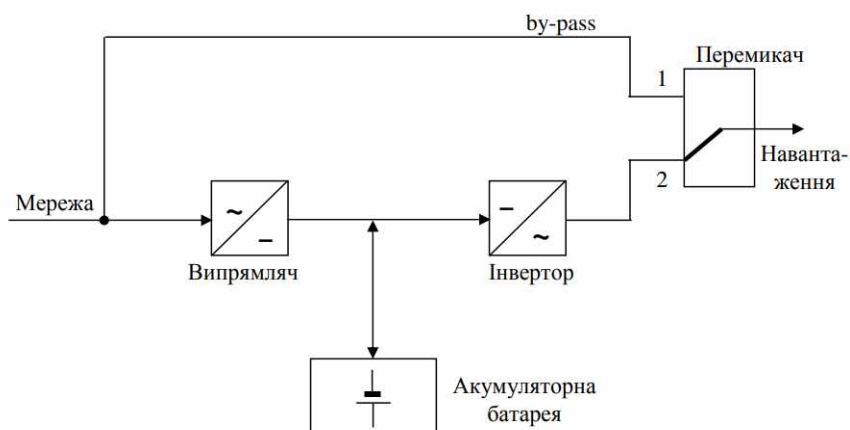 by-pass
Перемикач
1
Наванта-
ження
2
Мережа
~
–
–
~
Випрямляч
Інвертор
Акумуляторна
батарея